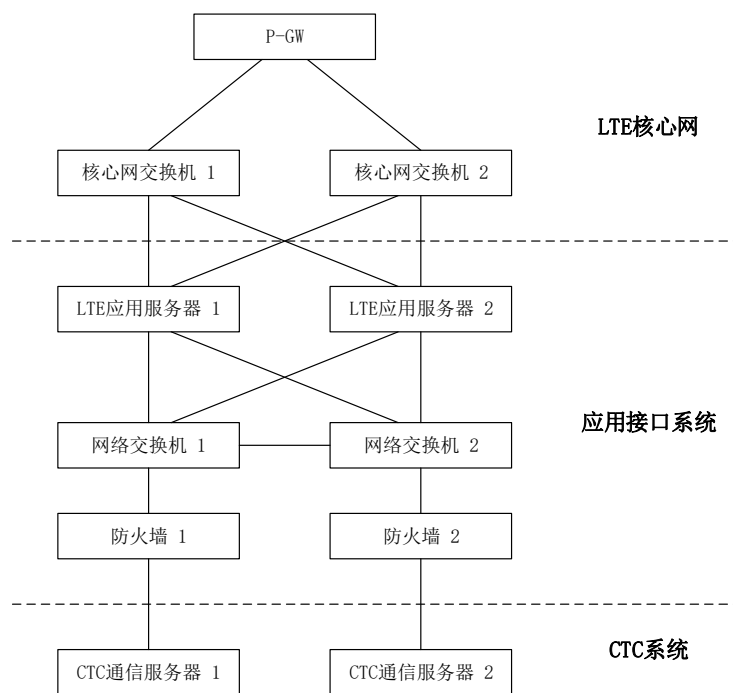 P-GW
LTE核心网
核心网交换机 1
核心网交换机 2
LTE应用服务器 1
LTE应用服务器 2
应用接口系统
网络交换机 1
网络交换机 2
防火墙 1
防火墙 2
CTC系统
CTC通信服务器 1
CTC通信服务器 2